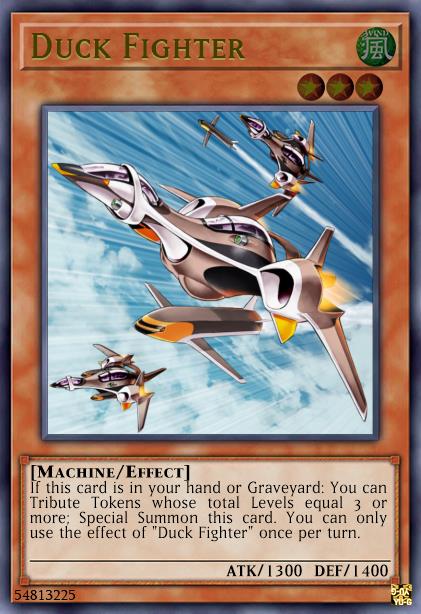 DUCK FIGHTER
WIND
風
[MACHINE/EFFECT]
If this card is in your hand or Graveyard: You can
Tribute Tokens whose total Levels equal 3 or
more; Special Summon this card. You can only
use the effect of "Duck Fighter" once per turn.
ATK/1300 DEF/1400
54813225